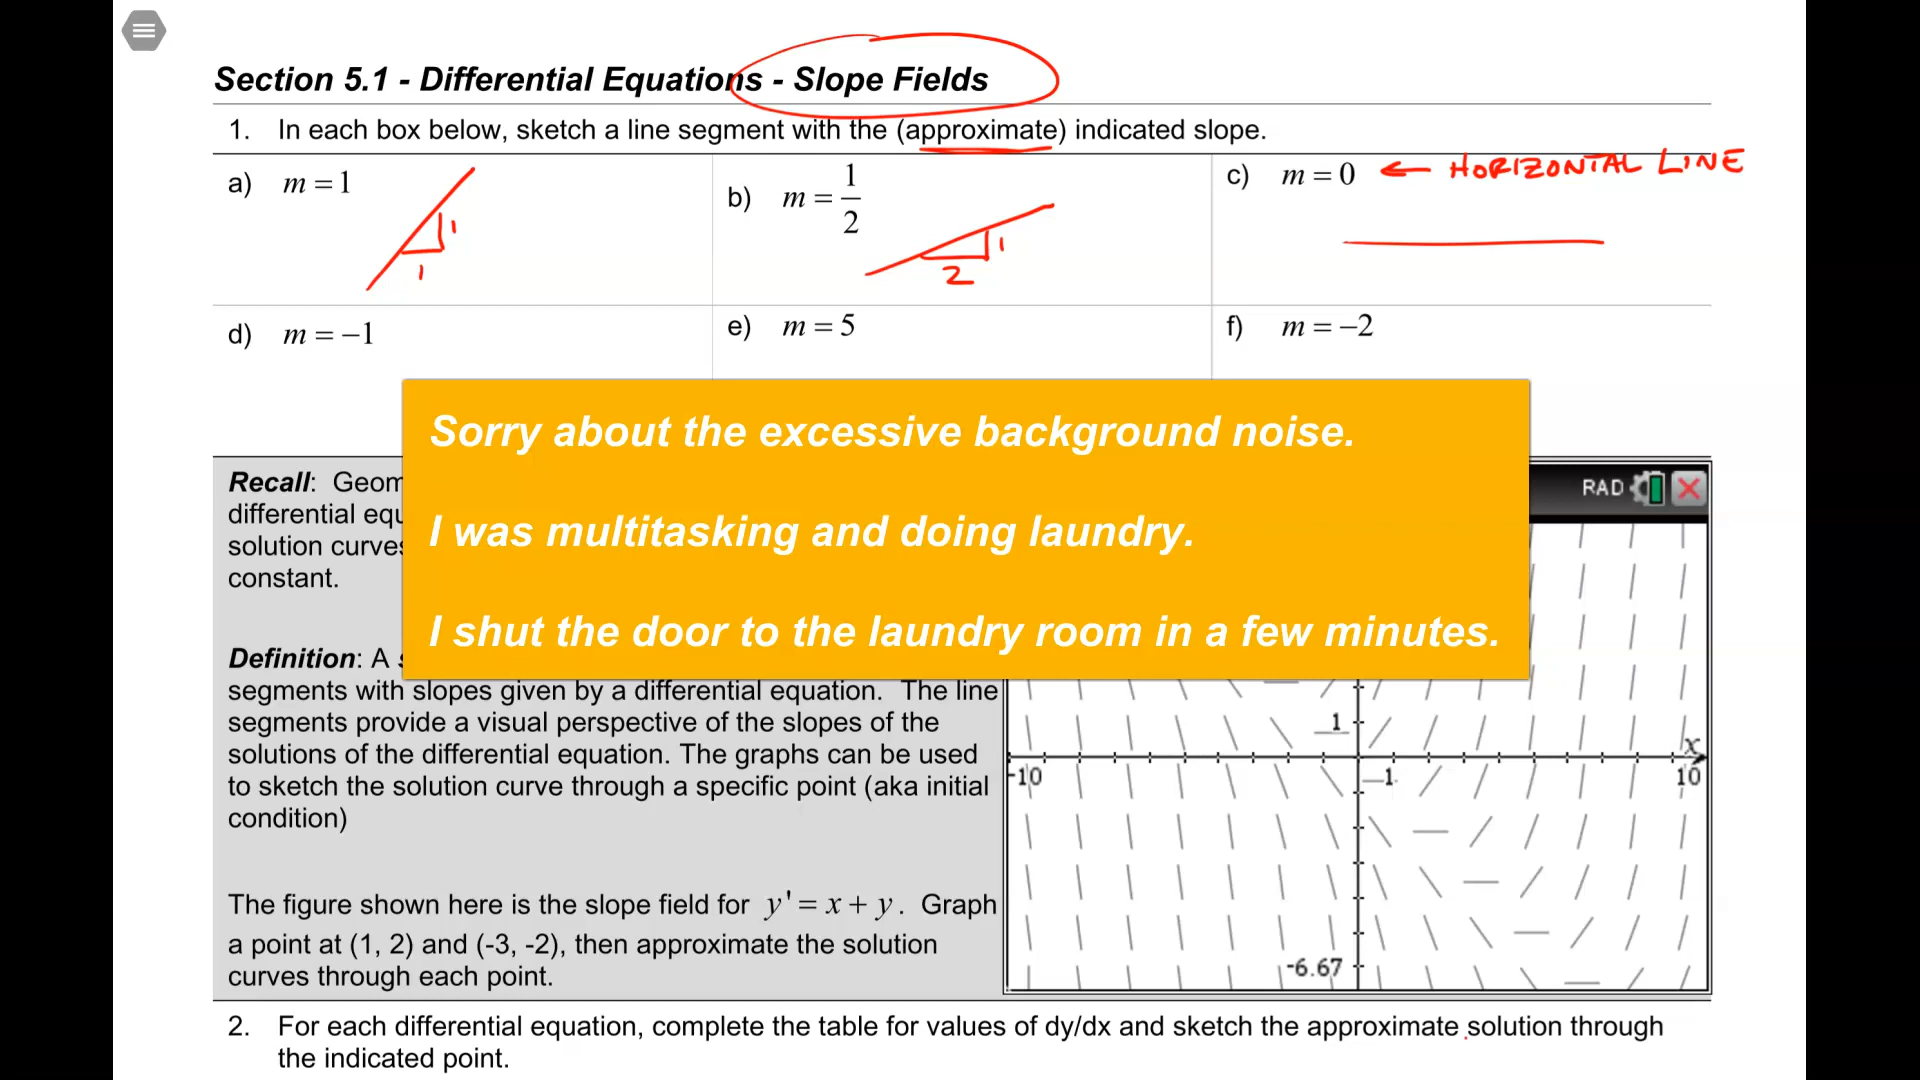 Section 5.1 - Differential Equations - Slope Fields
1. In each box below, sketch a line segment with the (approximate) indicated slope.
a) m = 1
1
1
b) m = 1/2
1
2
c) m = 0 ← HORIZONTAL LINE
d) m = −1
e) m = 5
f) m = −2
Sorry about the excessive background noise.
I was multitasking and doing laundry.
I shut the door to the laundry room in a few minutes.
Recall: Geom
differential equ
solution curves
constant.
RAD
Definition: A s
segments with slopes given by a differential equation. The line
segments provide a visual perspective of the slopes of the
solutions of the differential equation. The graphs can be used
to sketch the solution curve through a specific point (aka initial
condition)
The figure shown here is the slope field for y' = x + y. Graph
a point at (1, 2) and (-3, -2), then approximate the solution
curves through each point.
1
x
-10
1
10
-6.67
2. For each differential equation, complete the table for values of dy/dx and sketch the approximate solution through
the indicated point.